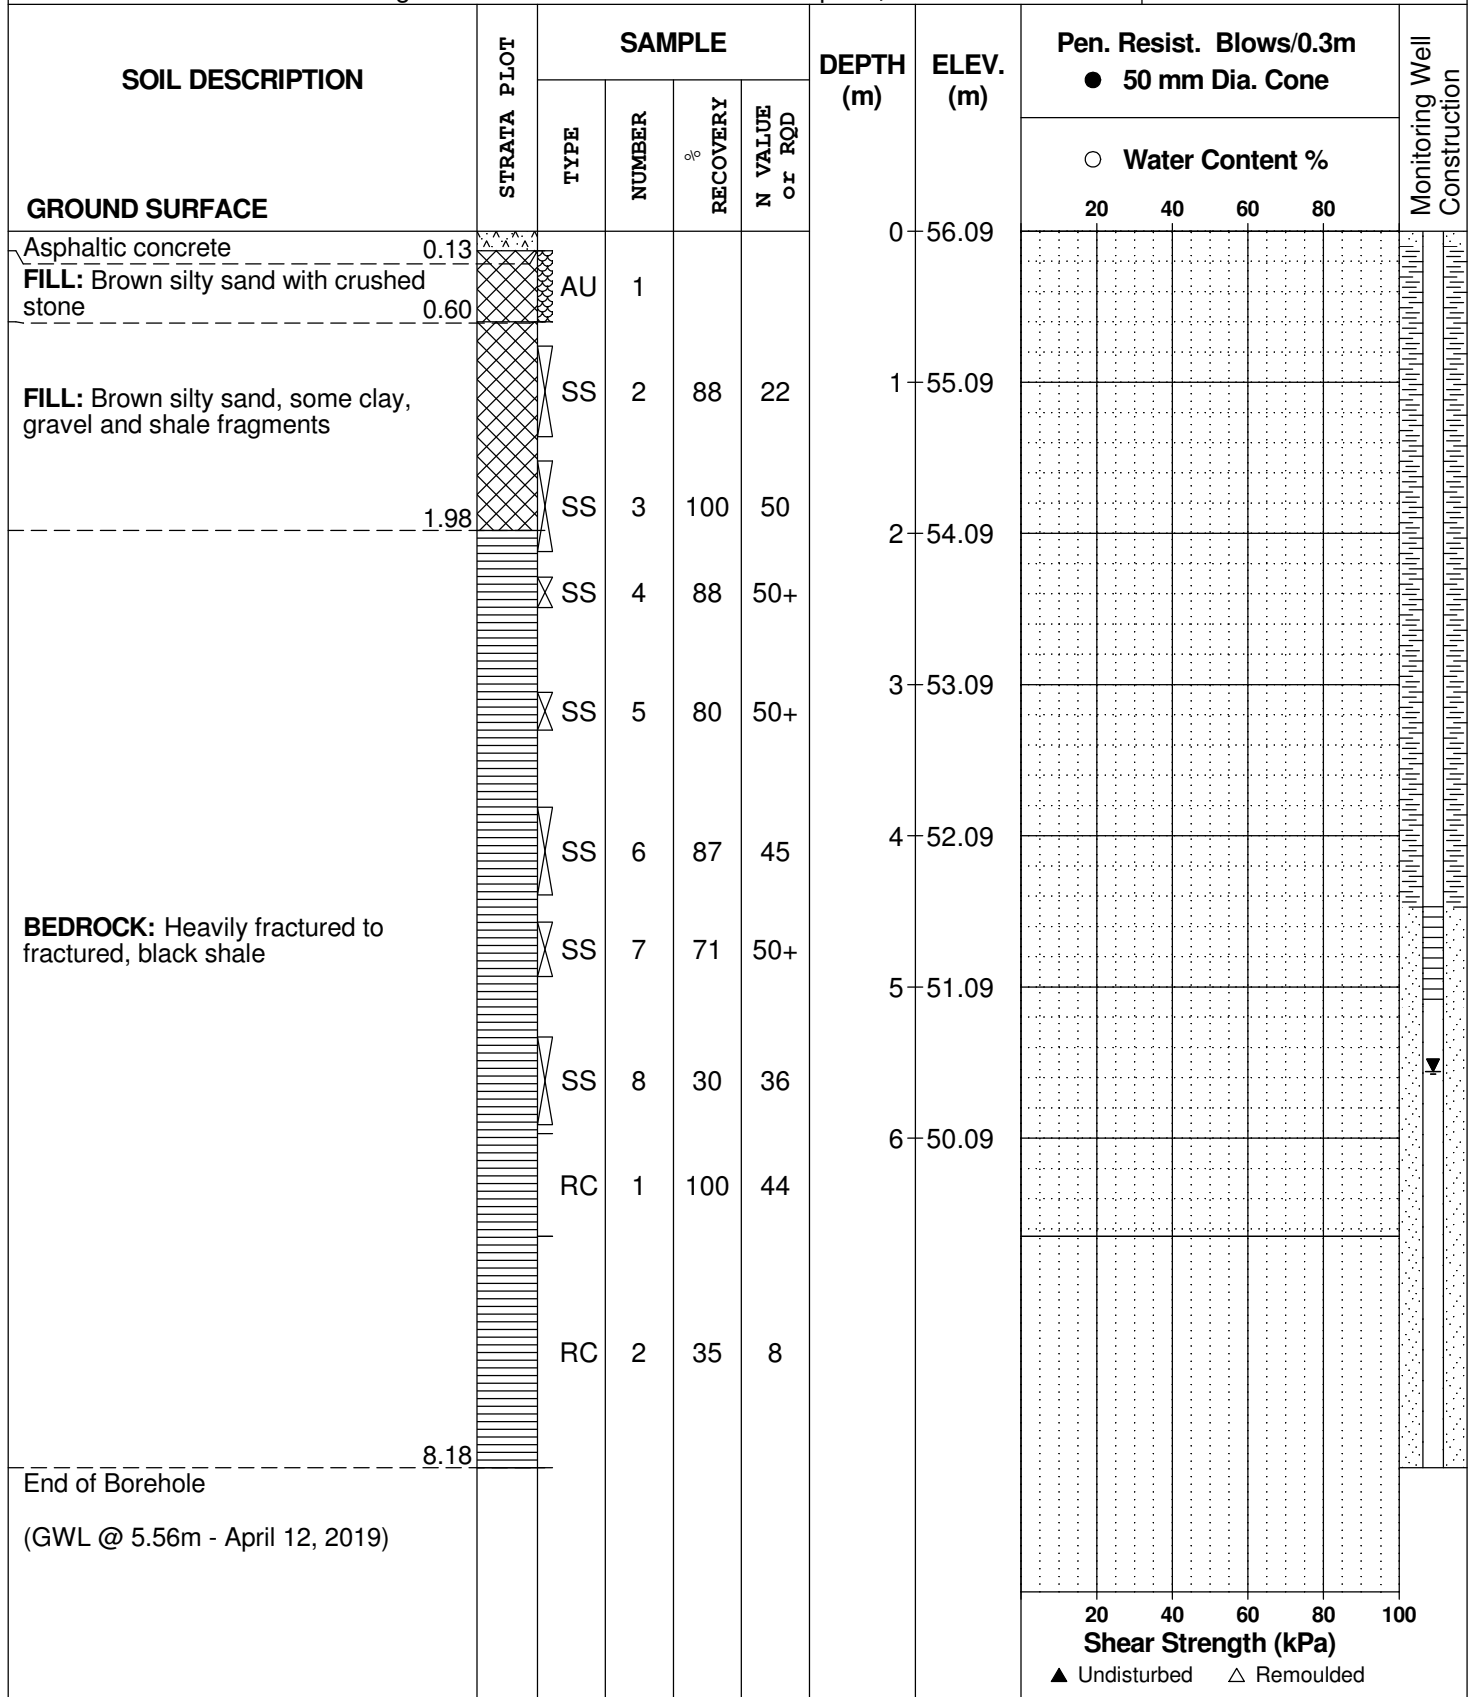 SOIL DESCRIPTION
GROUND SURFACE
STRATA PLOT
SAMPLE
TYPE
NUMBER
%
RECOVERY
N VALUE
or RQD
DEPTH
(m)
ELEV.
(m)
Pen. Resist. Blows/0.3m
● 50 mm Dia. Cone
○ Water Content %
20 40 60 80
Monitoring Well
Construction
0 56.09
Asphaltic concrete 0.13
FILL: Brown silty sand with crushed
stone 0.60
AU 1
FILL: Brown silty sand, some clay,
gravel and shale fragments
SS 2 88 22
1 55.09
SS 3 100 50
1.98
2 54.09
SS 4 88 50+
3 53.09
SS 5 80 50+
4 52.09
SS 6 87 45
BEDROCK: Heavily fractured to
fractured, black shale
SS 7 71 50+
5 51.09
SS 8 30 36
6 50.09
RC 1 100 44
RC 2 35 8
8.18
End of Borehole
(GWL @ 5.56m - April 12, 2019)
20 40 60 80 100
Shear Strength (kPa)
▲ Undisturbed △ Remoulded